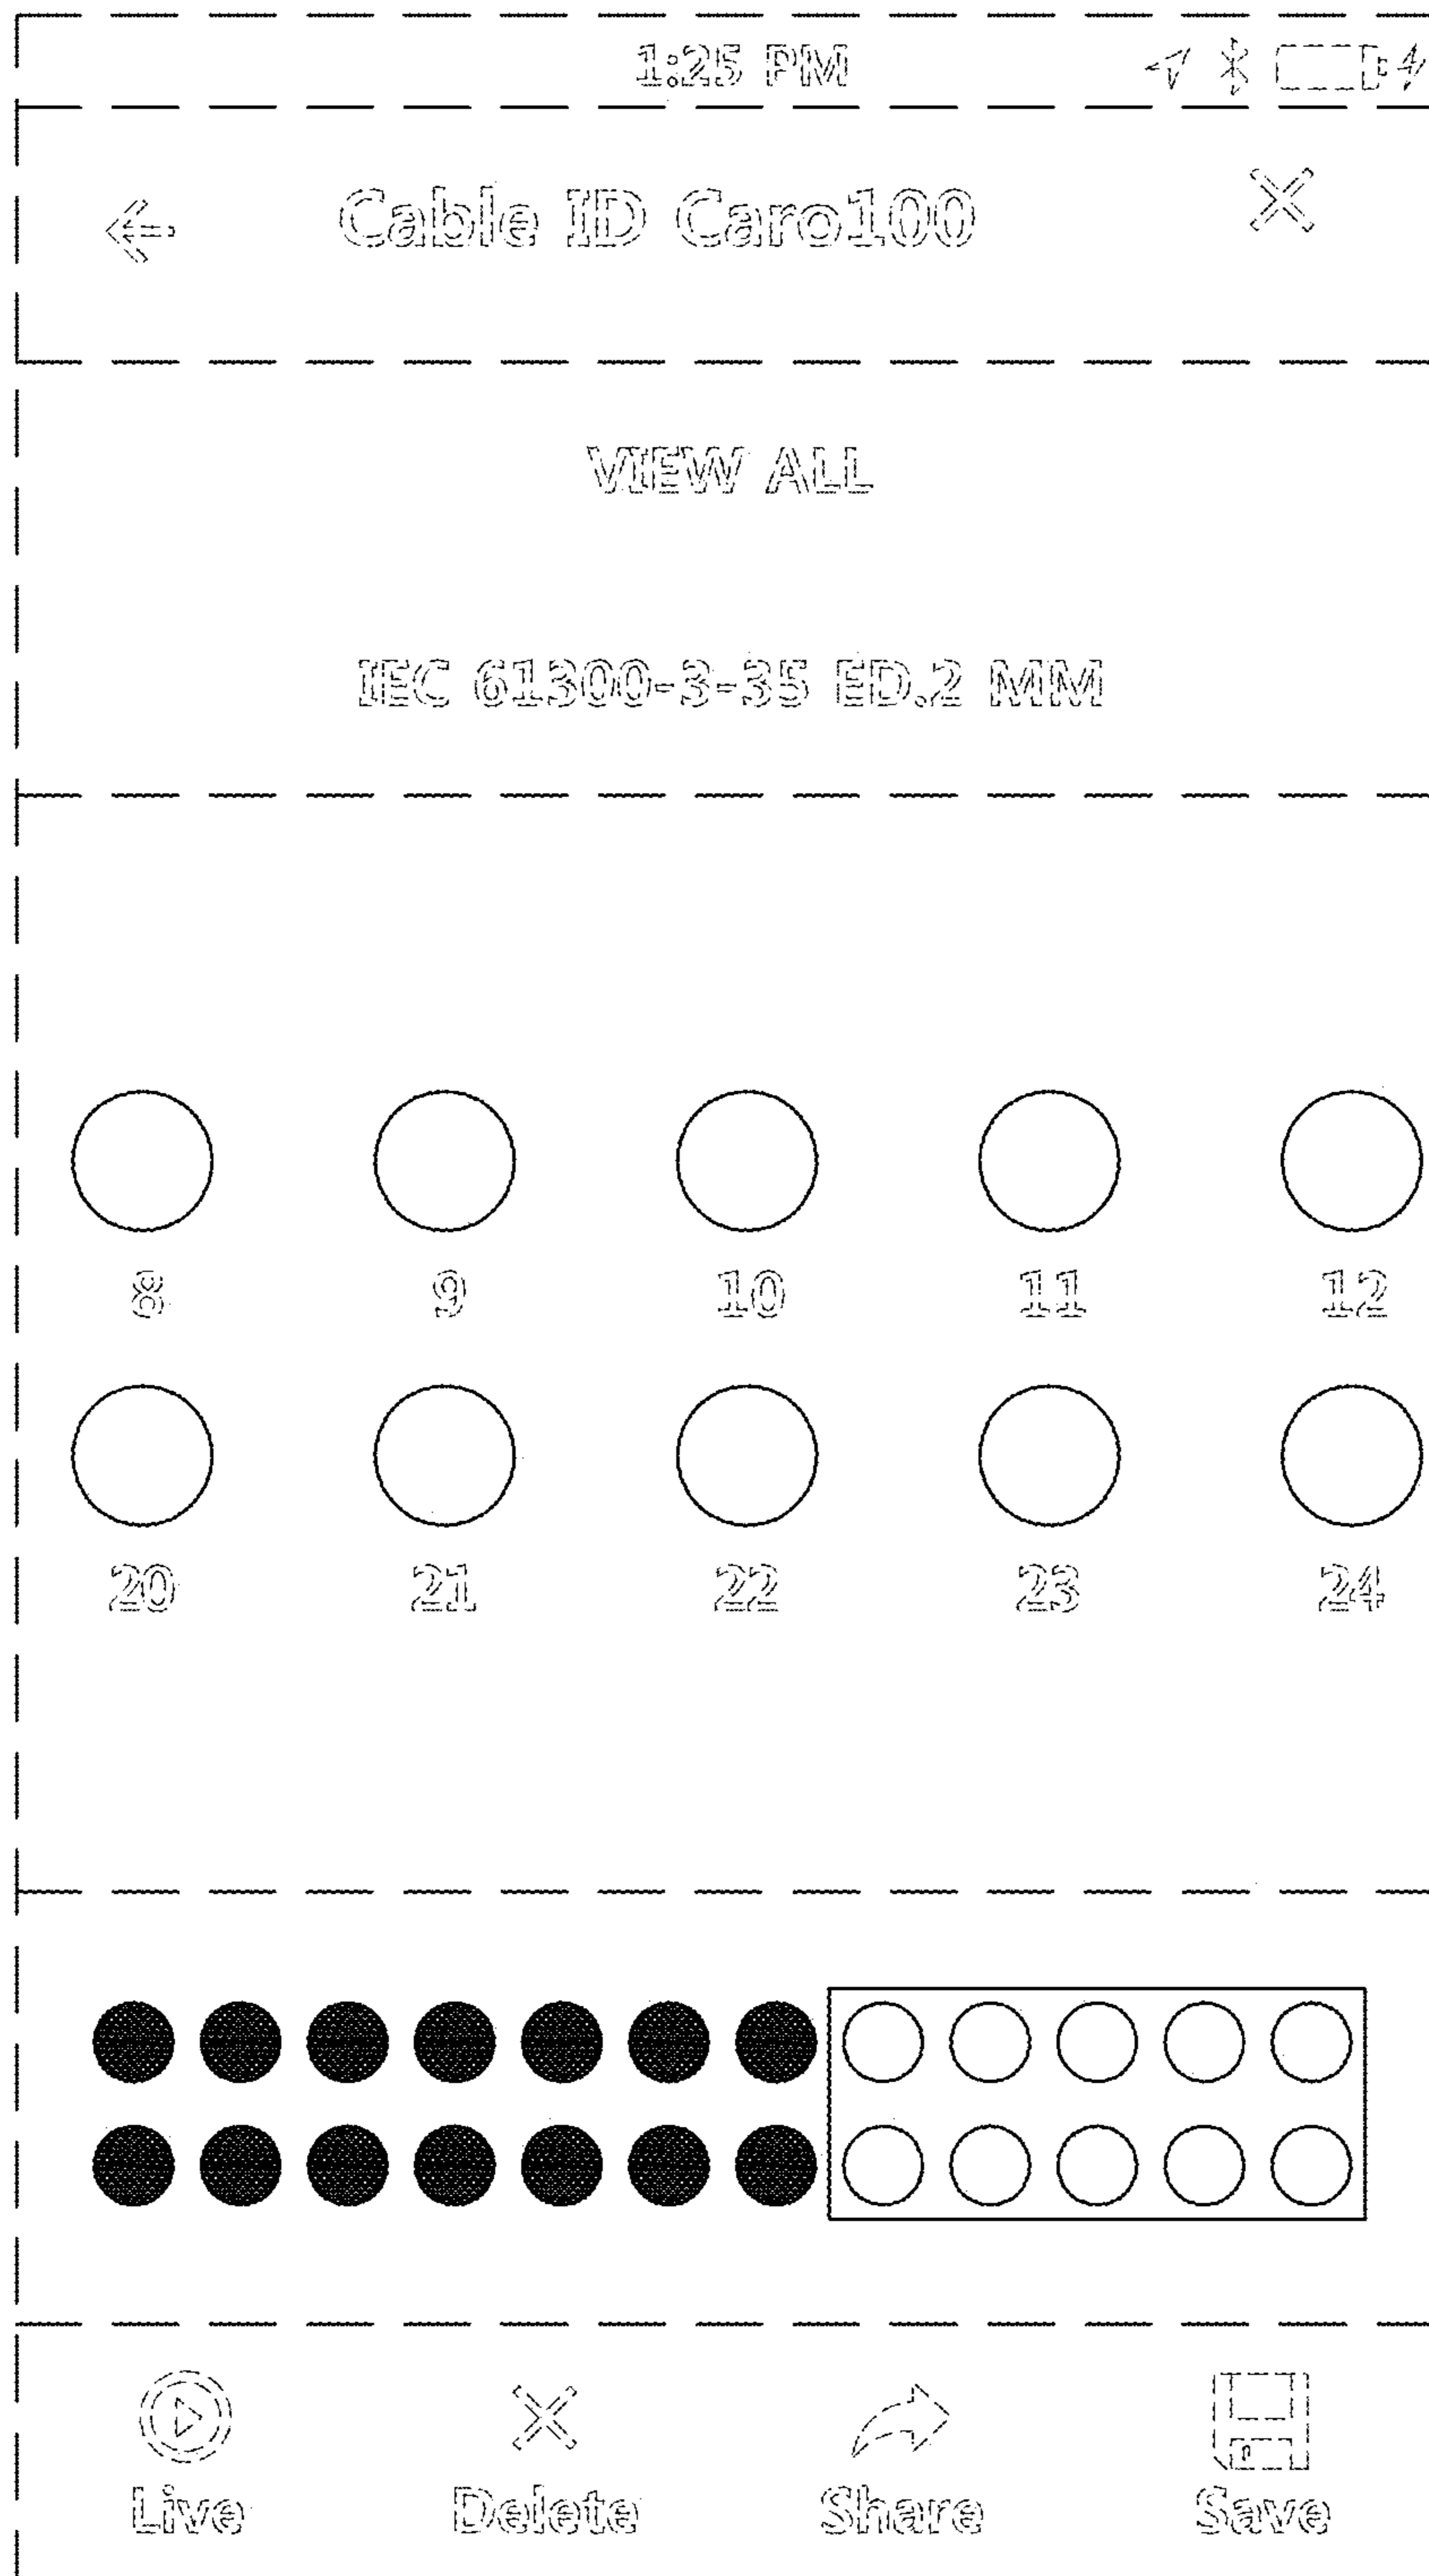 1:25 PM
Cable ID Caro100
VIEW ALL
IEC 61300-3-35 ED.2 MM
8 9 10 11 12
20 21 22 23 24
Live Delete Share Save